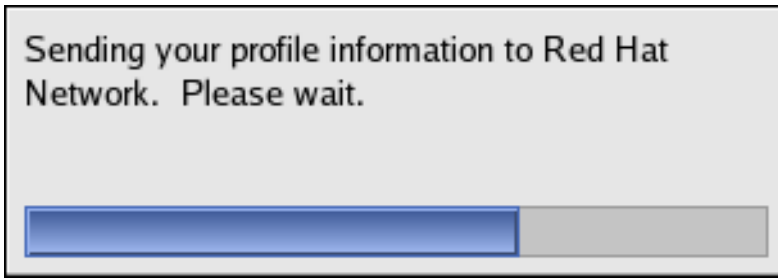 Sending your profile information to Red Hat
Network.  Please wait.